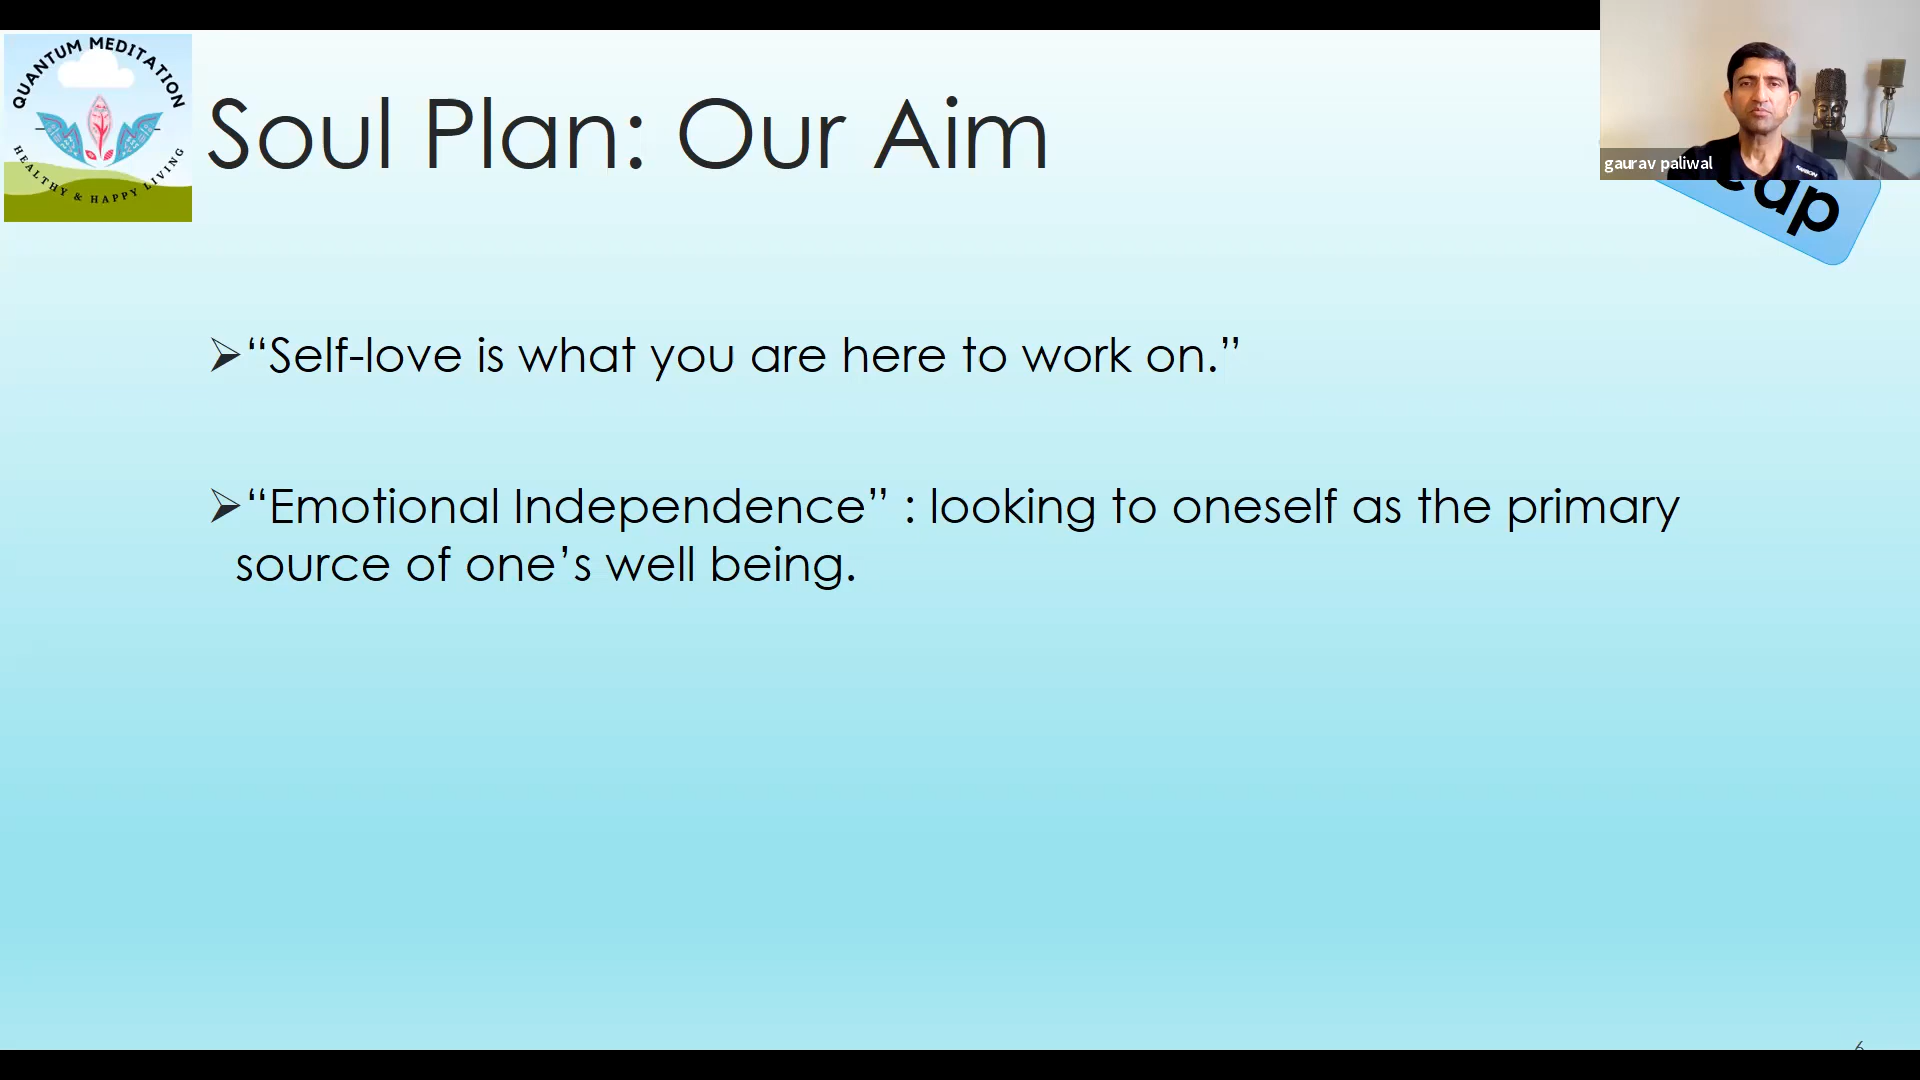 QUANTUM MEDITATION
HEALTHY & HAPPY LIVING
Soul Plan: Our Aim
gaurav paliwal
➢“Self-love is what you are here to work on.”
➢“Emotional Independence” : looking to oneself as the primary
source of one’s well being.
6